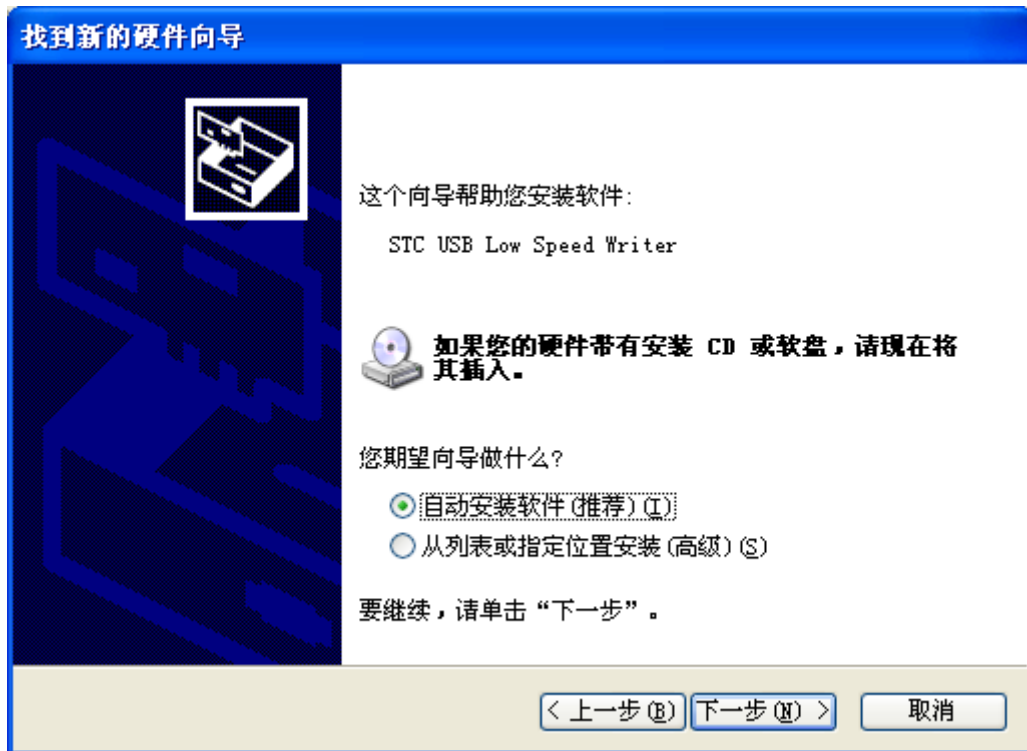 找到新的硬件向导
这个向导帮助您安装软件:
STC USB Low Speed Writer
如果您的硬件带有安装 CD 或软盘，请现在将
其插入。
您期望向导做什么?
自动安装软件(推荐)(I)
从列表或指定位置安装(高级)(S)
要继续，请单击“下一步”。
< 上一步(B) 下一步(N) > 取消